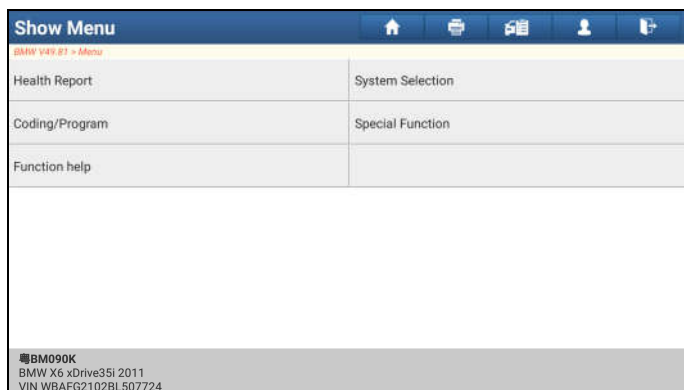 Show Menu
BMW V49.81 > Menu
Health Report
System Selection
Coding/Program
Special Function
Function help
粤BM090K
BMW X6 xDrive35i 2011
VIN WBAFG2102BL507724